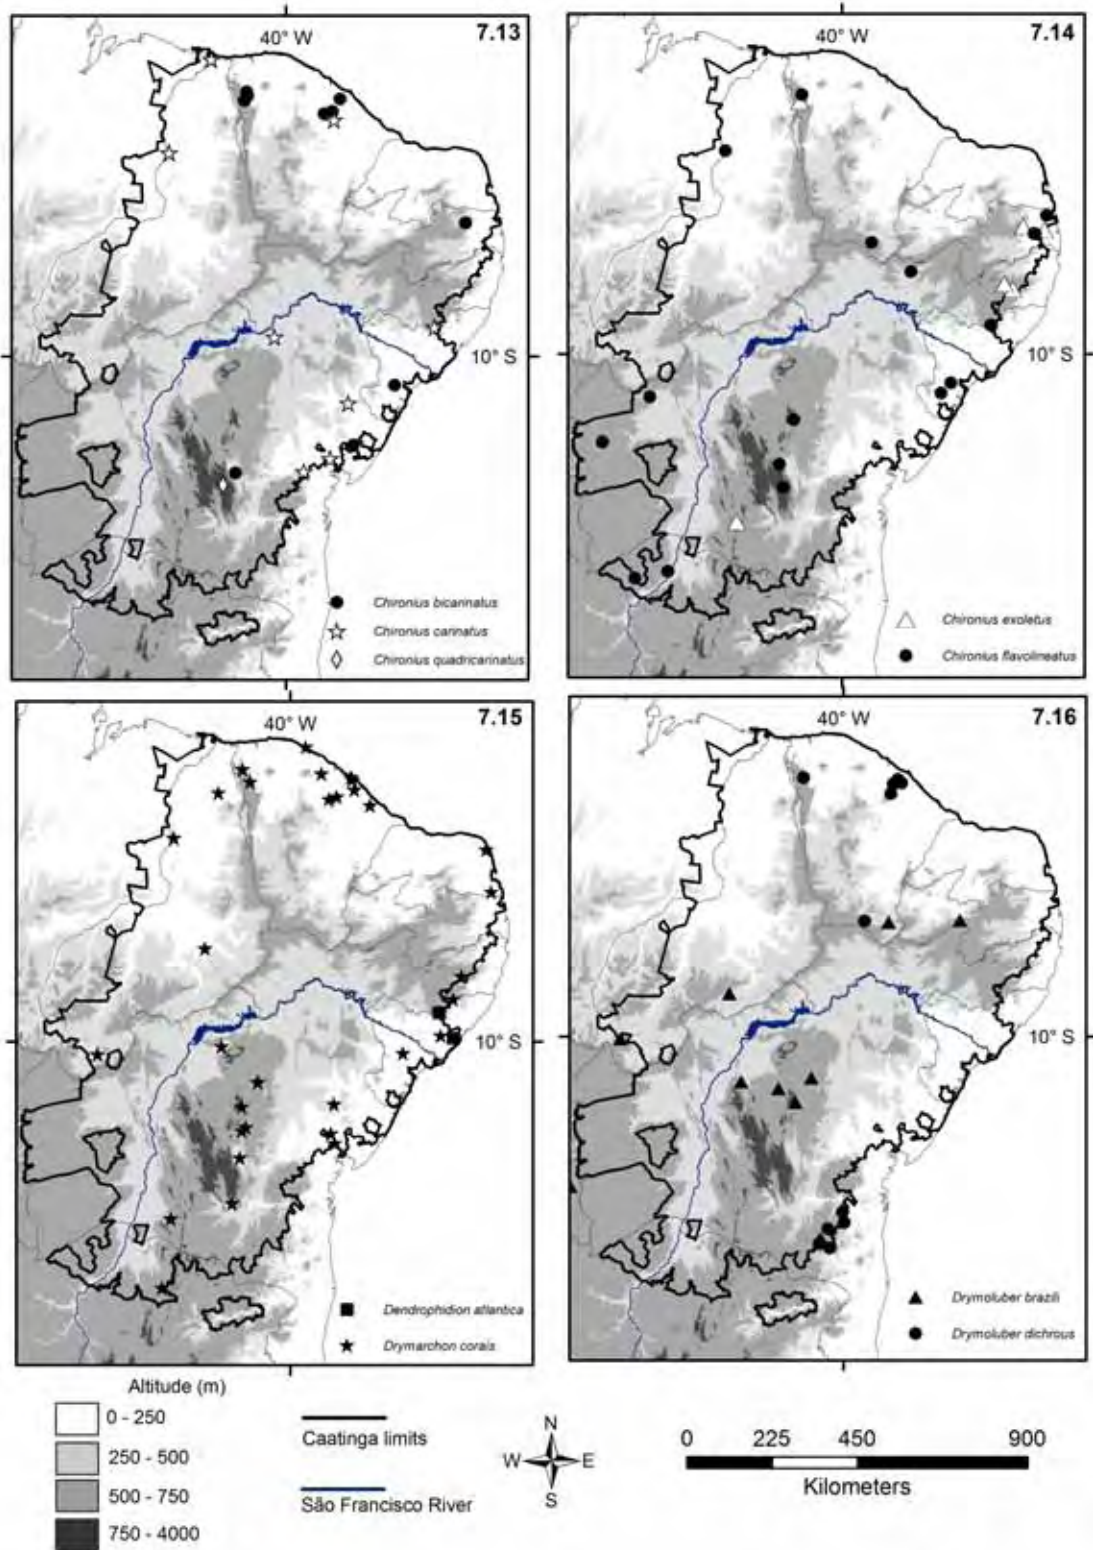 40° W
7.13
10° S
Chironius bicarinatus
Chironius carinatus
Chironius quadricarinatus
40° W
7.14
Chironius exoletus
Chironius flavolineatus
40° W
7.15
10° S
Dendrophidion atlantica
Drymarchon corais
40° W
7.16
Drymoluber brazili
Drymoluber dichrous
Altitude (m)
0 - 250
250 - 500
500 - 750
750 - 4000
Caatinga limits
São Francisco River
N
W E
S
0 225 450 900
Kilometers